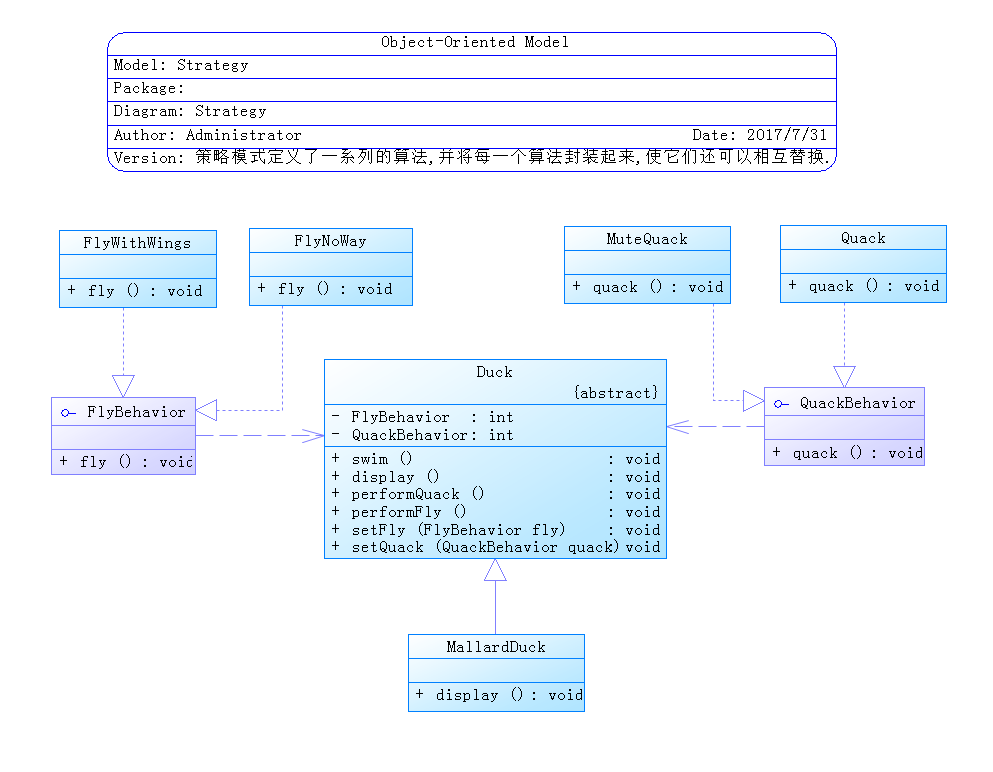 Object-Oriented Model
Model: Strategy
Package:
Diagram: Strategy
Author: Administrator Date: 2017/7/31
Version: 策略模式定义了一系列的算法,并将每一个算法封装起来,使它们还可以相互替换.
FlyWithWings
+ fly () : void
FlyNoWay
+ fly () : void
MuteQuack
+ quack () : void
Quack
+ quack () : void
FlyBehavior
+ fly () : void
Duck
{abstract}
- FlyBehavior : int
- QuackBehavior : int
+ swim () : void
+ display () : void
+ performQuack () : void
+ performFly () : void
+ setFly (FlyBehavior fly) : void
+ setQuack (QuackBehavior quack) void
QuackBehavior
+ quack () : void
MallardDuck
+ display () : void